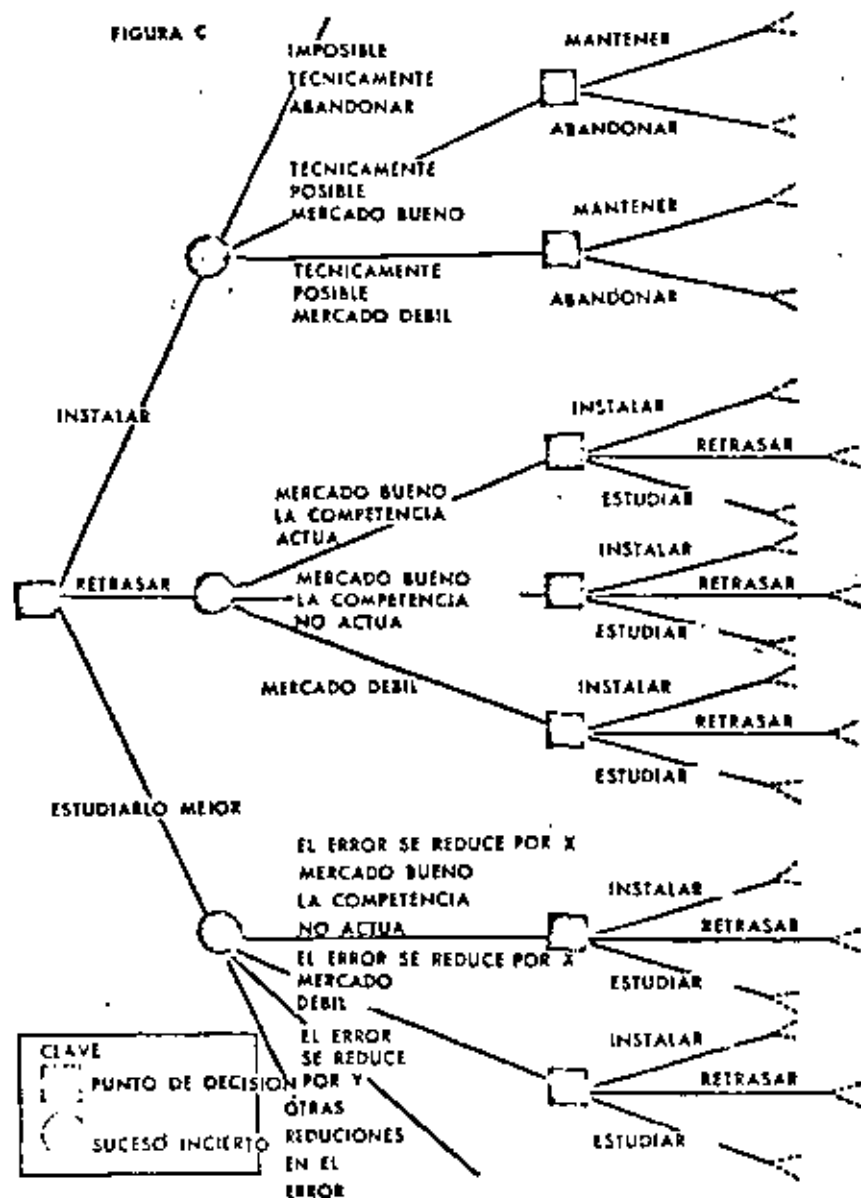 FIGURA C
IMPOSIBLE
TECNICAMENTE
ABANDONAR
MANTENER
ABANDONAR
TECNICAMENTE
POSIBLE
MERCADO BUENO
MANTENER
ABANDONAR
TECNICAMENTE
POSIBLE
MERCADO DEBIL
INSTALAR
INSTALAR
RETRASAR
ESTUDIAR
MERCADO BUENO
LA COMPETENCIA
ACTUA
INSTALAR
RETRASAR
ESTUDIAR
RETRASAR
MERCADO BUENO
LA COMPETENCIA
NO ACTUA
MERCADO DEBIL
INSTALAR
RETRASAR
ESTUDIAR
ESTUDIARLO MEJOR
EL ERROR SE REDUCE POR X
MERCADO BUENO
LA COMPETENCIA
NO ACTUA
INSTALAR
RETRASAR
ESTUDIAR
EL ERROR SE REDUCE POR X
MERCADO
DEBIL
INSTALAR
RETRASAR
ESTUDIAR
EL ERROR
SE REDUCE
POR Y
OTRAS
REDUCIONES
EN EL
ERROR
CLAVE
PUNTO DE DECISION
SUCESO INCIERTO